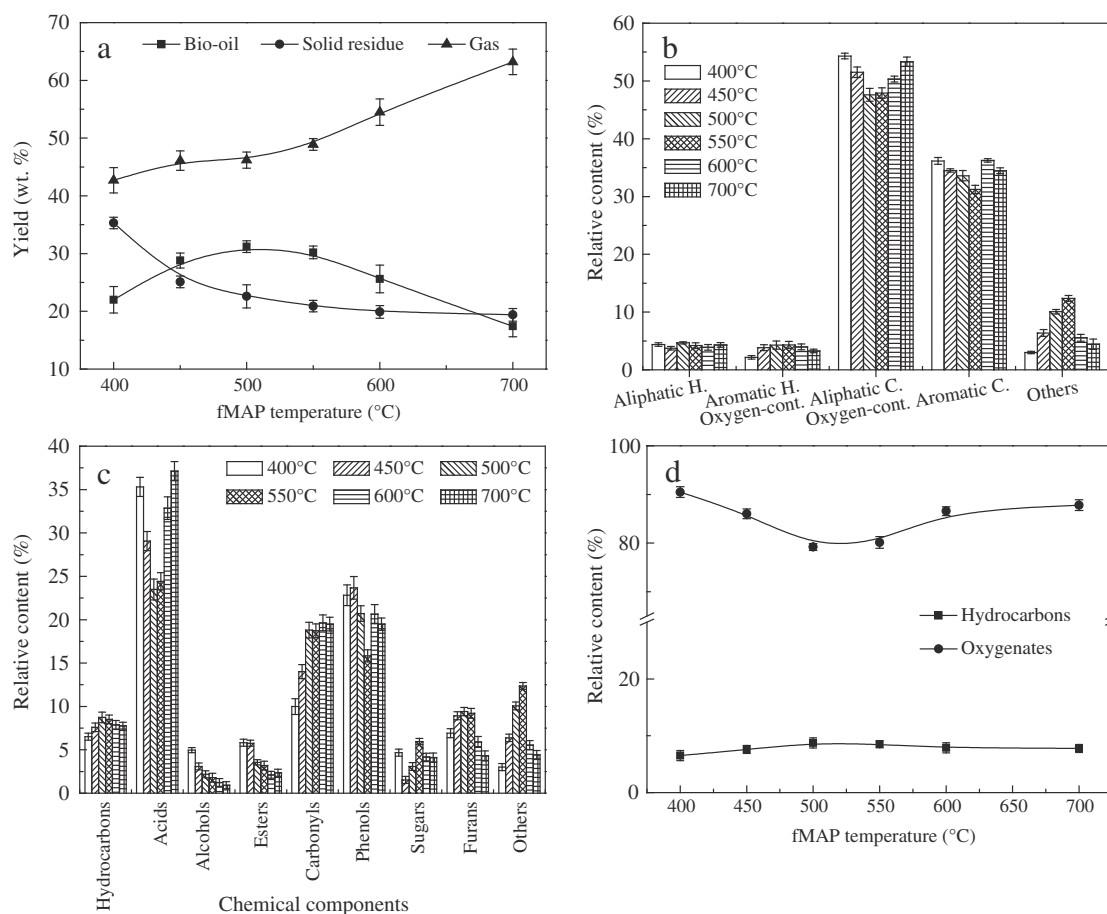 a
Bio-oil Solid residue Gas
70
60
50
40
30
20
10
Yield (wt. %)
400 500 600 700
fMAP temperature (°C)
b
400°C
450°C
500°C
550°C
600°C
700°C
60
50
40
30
20
10
0
Relative content (%)
Aliphatic H.
Aromatic H.
Oxygen-cont. Aliphatic C.
Oxygen-cont. Aromatic C.
Others
c
400°C 450°C 500°C
550°C 600°C 700°C
40
35
30
25
20
15
10
5
0
Relative content (%)
Hydrocarbons
Acids
Alcohols
Esters
Carbonyls
Phenols
Sugars
Furans
Others
Chemical components
d
100
80
20
0
Relative content (%)
Hydrocarbons
Oxygenates
400 450 500 550 600 650 700
fMAP temperature (°C)